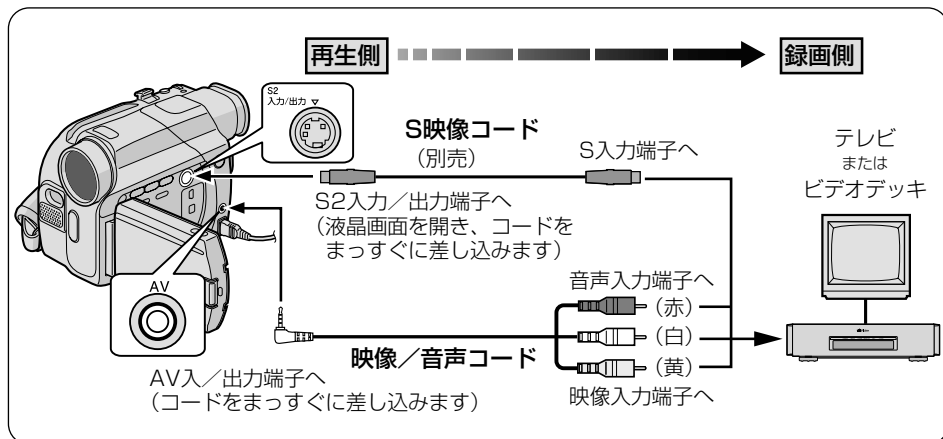 再生側
録画側
S2
入力/出力
S映像コード
（別売）
S入力端子へ
テレビ
または
ビデオデッキ
S2入力／出力端子へ
（液晶画面を開き、コードを
まっすぐに差し込みます）
音声入力端子へ
（赤）
（白）
（黄）
AV
映像／音声コード
映像入力端子へ
AV入／出力端子へ
（コードをまっすぐに差し込みます）